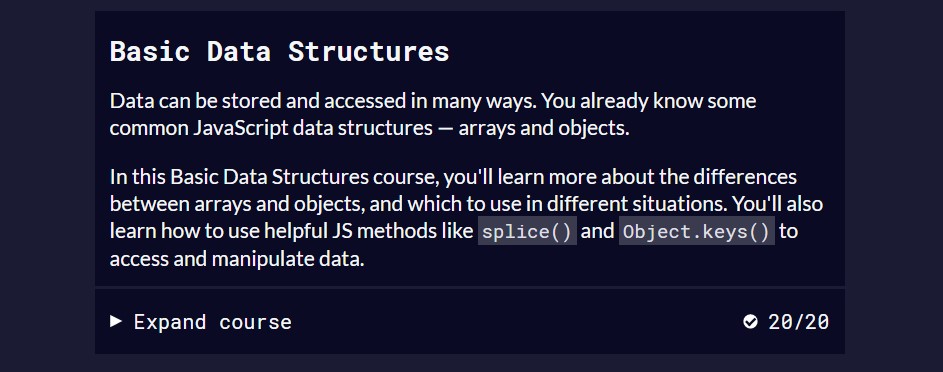 Basic Data Structures
Data can be stored and accessed in many ways. You already know some
common JavaScript data structures — arrays and objects.
In this Basic Data Structures course, you'll learn more about the differences
between arrays and objects, and which to use in different situations. You'll also
learn how to use helpful JS methods like splice() and Object.keys() to
access and manipulate data.
Expand course 20/20